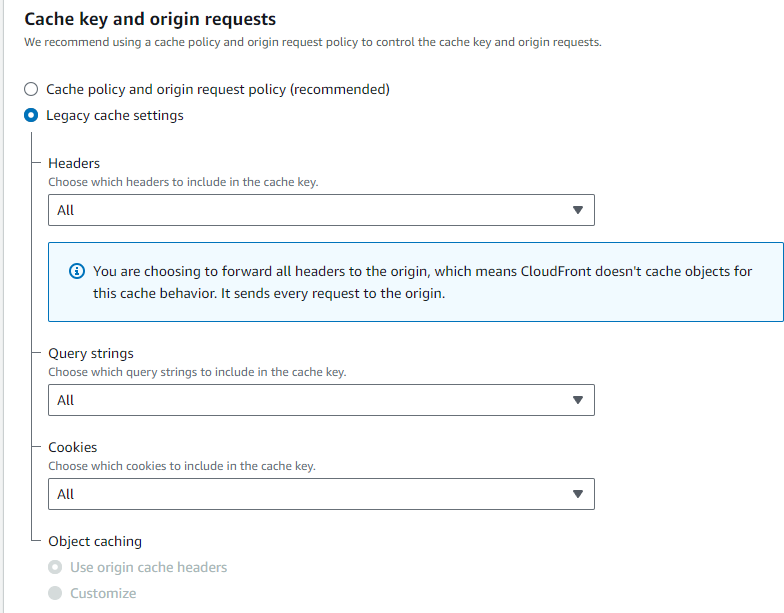 Cache key and origin requests
We recommend using a cache policy and origin request policy to control the cache key and origin requests.
Cache policy and origin request policy (recommended)
Legacy cache settings
Headers
Choose which headers to include in the cache key.
All
You are choosing to forward all headers to the origin, which means CloudFront doesn't cache objects for
this cache behavior. It sends every request to the origin.
Query strings
Choose which query strings to include in the cache key.
All
Cookies
Choose which cookies to include in the cache key.
All
Object caching
Use origin cache headers
Customize